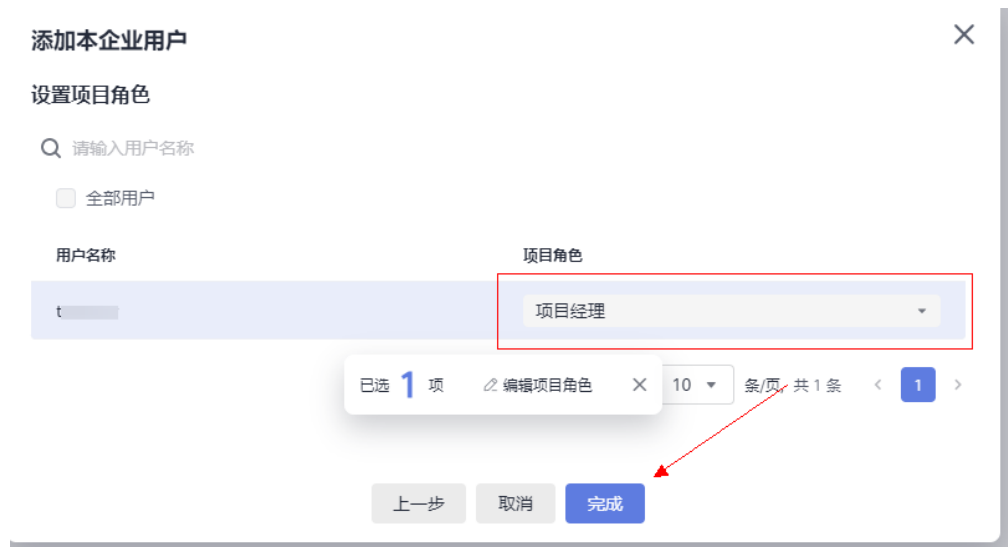 添加本企业用户
设置项目角色
请输入用户名称
全部用户
用户名称 项目角色
t 项目经理
已选 1 项 编辑项目角色 10 条/页, 共 1 条 1
上一步 取消 完成